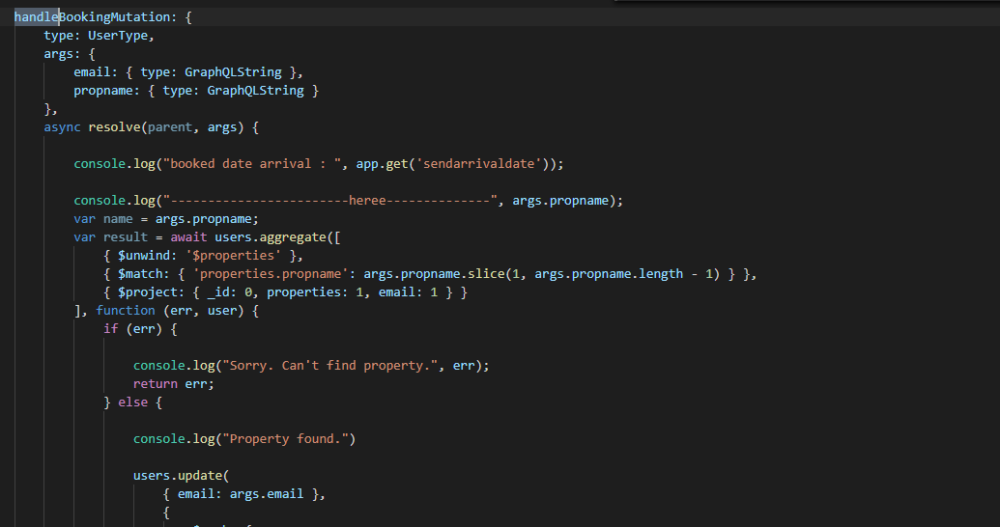 handleBookingMutation: {
type: UserType,
args: {
email: { type: GraphQLString },
propname: { type: GraphQLString }
},
async resolve(parent, args) {
console.log("booked date arrival : ", app.get('sendarrivaldate'));
console.log("------------------------heree--------------", args.propname);
var name = args.propname;
var result = await users.aggregate([
{ $unwind: '$properties' },
{ $match: { 'properties.propname': args.propname.slice(1, args.propname.length - 1) } },
{ $project: { _id: 0, properties: 1, email: 1 } }
], function (err, user) {
if (err) {
console.log("Sorry. Can't find property.", err);
return err;
} else {
console.log("Property found.")
users.update(
{ email: args.email },
{